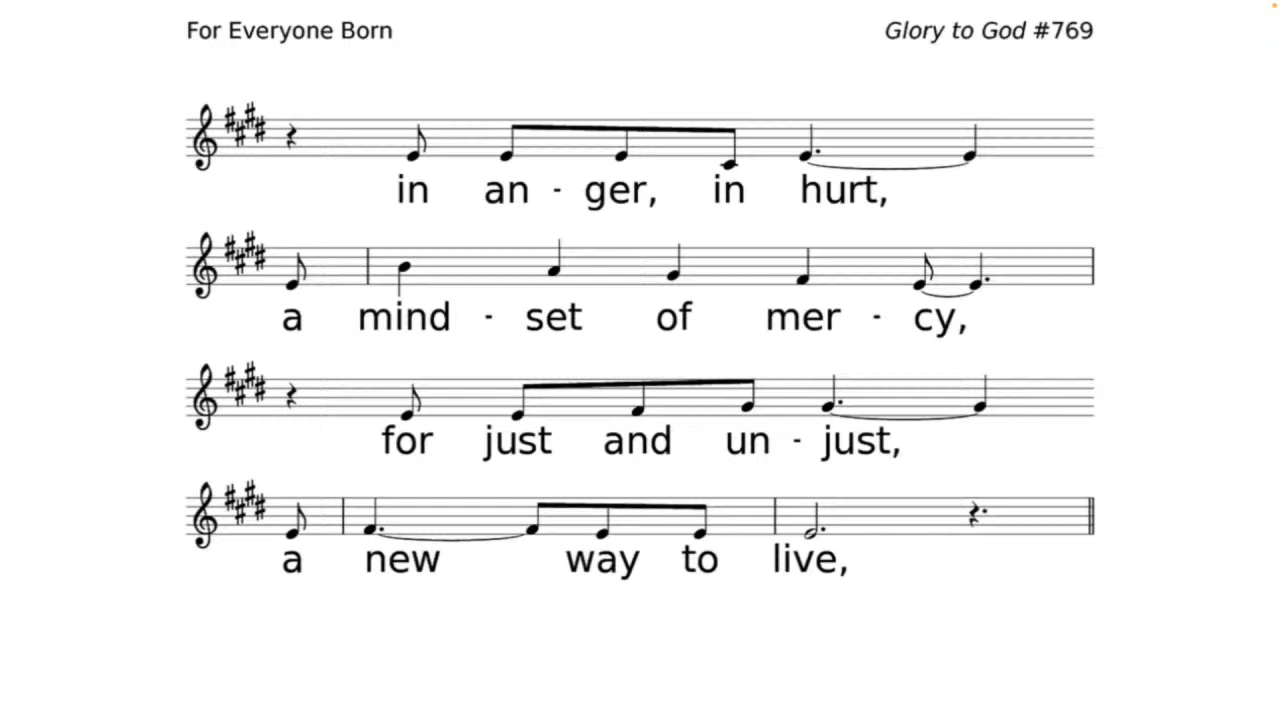 For Everyone Born
Glory to God #769
in an - ger, in hurt,
a mind - set of mer - cy,
for just and un - just,
a new way to live,